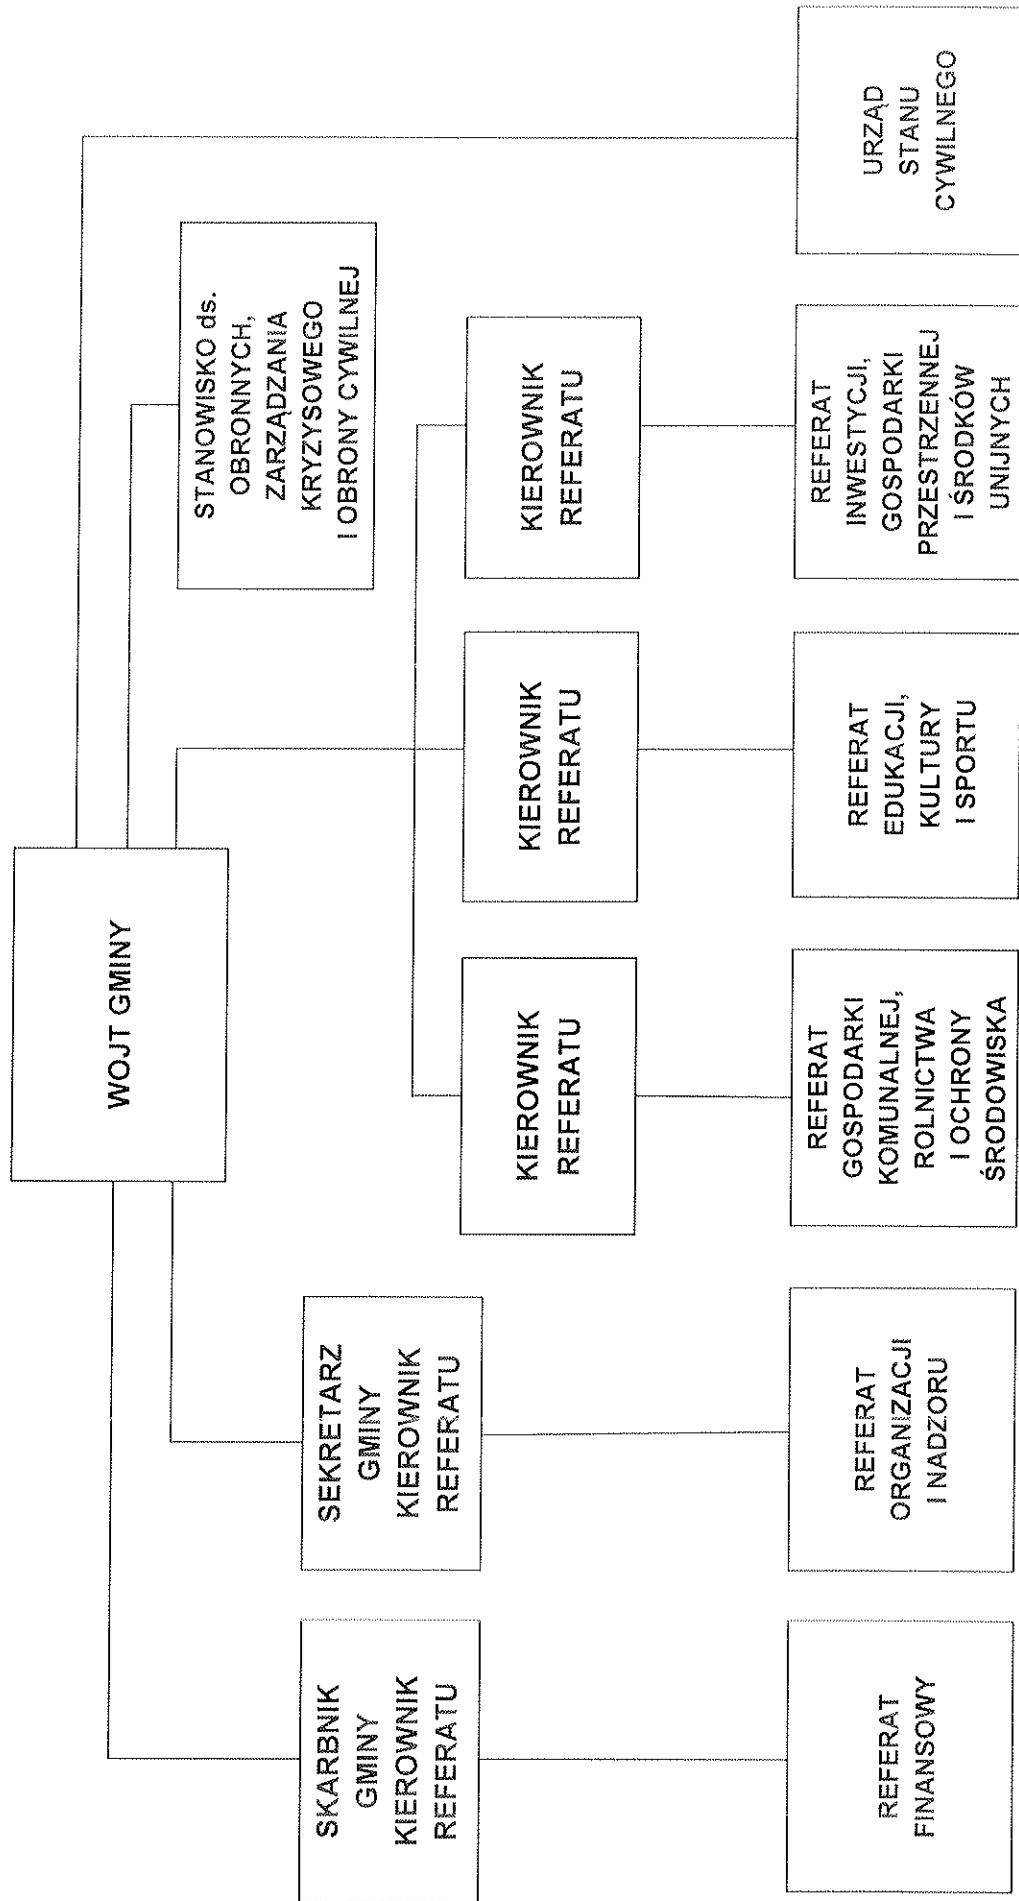 WOJT GMINY
STANOWISKO ds.
OBRONNYCH,
ZARZĄDZANIA
KRYZYSOWEGO
I OBRONY CYWILNEJ
SKARBNIK
GMINY
KIEROWNIK
REFERATU
SEKRETARZ
GMINY
KIEROWNIK
REFERATU
KIEROWNIK
REFERATU
KIEROWNIK
REFERATU
KIEROWNIK
REFERATU
REFERAT
FINANSOWY
REFERAT
ORGANIZACJI
I NADZORU
REFERAT
GOSPODARKI
KOMUNALNEJ,
ROLNICTWA
I OCHRONY
ŚRODOWISKA
REFERAT
EDUKACJI,
KULTURY
I SPORTU
REFERAT
INWESTYCJI,
GOSPODARKI
PRZESTRZENNEJ
I ŚRODKÓW
UNIJNYCH
URZĄD
STANU
CYWILNEGO